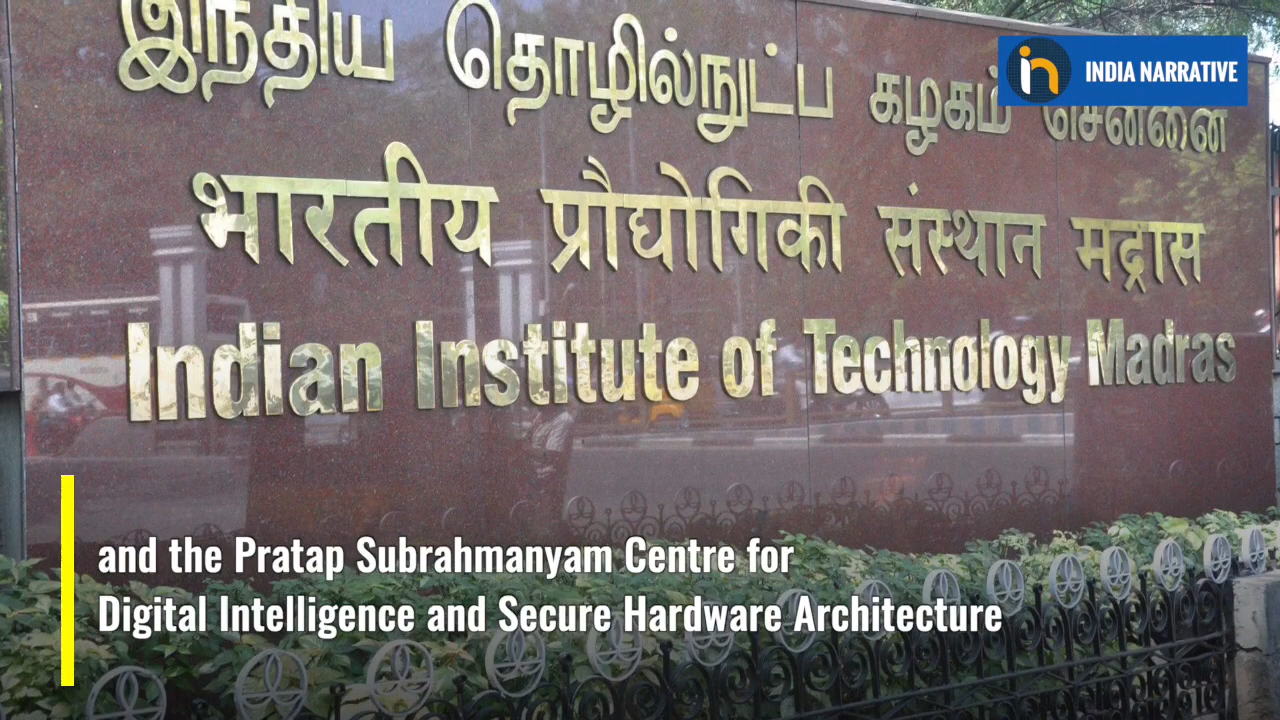 இந்திய தொழில்நுட்ப கழகம் சென்னை
INDIA NARRATIVE
भारतीय प्रौद्योगिकी संस्थान मद्रास
Indian Institute of Technology Madras
and the Pratap Subrahmanyam Centre for
Digital Intelligence and Secure Hardware Architecture